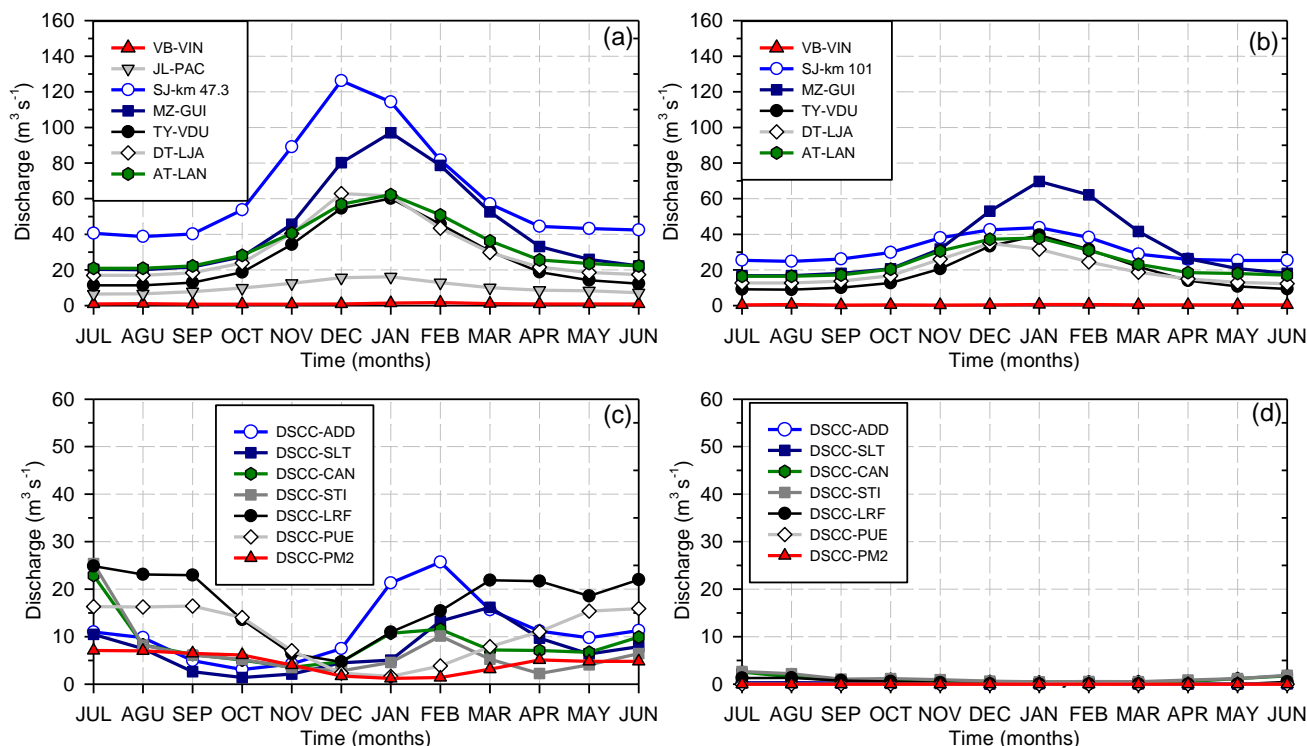 (a)
160
140
120
100
80
60
40
20
0
Discharge (m³ s⁻¹)
VB-VIN
JL-PAC
SJ-km 47.3
MZ-GUI
TY-VDU
DT-LJA
AT-LAN
JUL AGU SEP OCT NOV DEC JAN FEB MAR APR MAY JUN
Time (months)
(b)
160
140
120
100
80
60
40
20
0
Discharge (m³ s⁻¹)
VB-VIN
SJ-km 101
MZ-GUI
TY-VDU
DT-LJA
AT-LAN
JUL AGU SEP OCT NOV DEC JAN FEB MAR APR MAY JUN
Time (months)
(c)
60
50
40
30
20
10
0
Discharge (m³ s⁻¹)
DSCC-ADD
DSCC-SLT
DSCC-CAN
DSCC-STI
DSCC-LRF
DSCC-PUE
DSCC-PM2
JUL AGU SEP OCT NOV DEC JAN FEB MAR APR MAY JUN
Time (months)
(d)
60
50
40
30
20
10
0
Discharge (m³ s⁻¹)
DSCC-ADD
DSCC-SLT
DSCC-CAN
DSCC-STI
DSCC-LRF
DSCC-PUE
DSCC-PM2
JUL AGU SEP OCT NOV DEC JAN FEB MAR APR MAY JUN
Time (months)